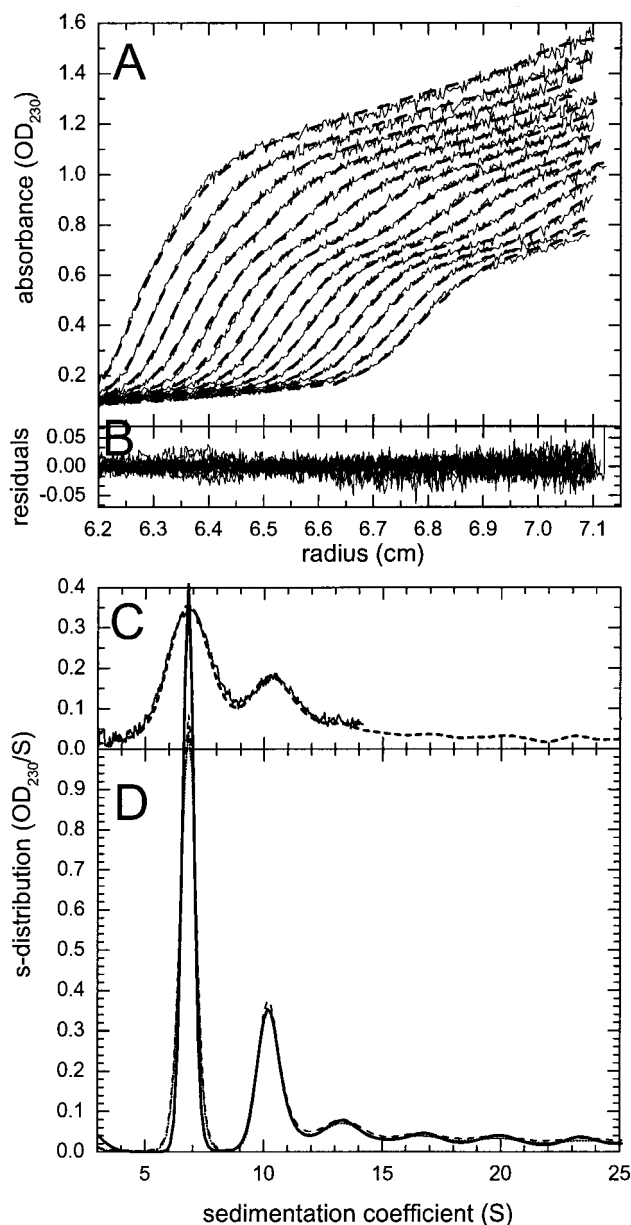 A
absorbance (OD230)
1.6
1.4
1.2
1.0
0.8
0.6
0.4
0.2
B
residuals
0.05
0.00
-0.05
6.2 6.3 6.4 6.5 6.6 6.7 6.8 6.9 7.0 7.1
radius (cm)
C
0.4
0.3
0.2
0.1
0.0
D
s-distribution (OD230/S)
0.9
0.8
0.7
0.6
0.5
0.4
0.3
0.2
0.1
0.0
5 10 15 20 25
sedimentation coefficient (S)